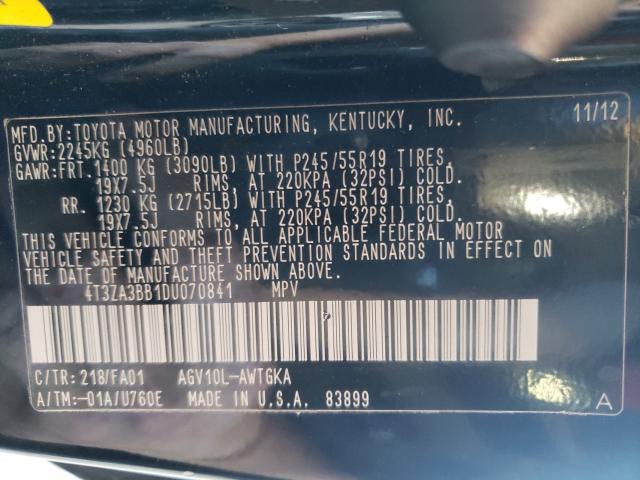 MFD.BY:TOYOTA MOTOR MANUFACTURING, KENTUCKY, INC. 11/12
GVWR:2245KG (4960LB)
GAWR:FRT.1400 KG (3090LB) WITH P245/55R19 TIRES,
19X7.5J RIMS, AT 220KPA (32PSI) COLD.
RR. 1230 KG (2715LB) WITH P245/55R19 TIRES,
19X7.5J RIMS, AT 220KPA (32PSI) COLD.
THIS VEHICLE CONFORMS TO ALL APPLICABLE FEDERAL MOTOR
VEHICLE SAFETY AND THEFT PREVENTION STANDARDS IN EFFECT ON
THE DATE OF MANUFACTURE SHOWN ABOVE.
4T3ZA3BB1DU070841 MPV
C/TR:218/FA01 AGV10L-AWTGKA
A/TM:-01A/U760E MADE IN U.S.A. 83899 A